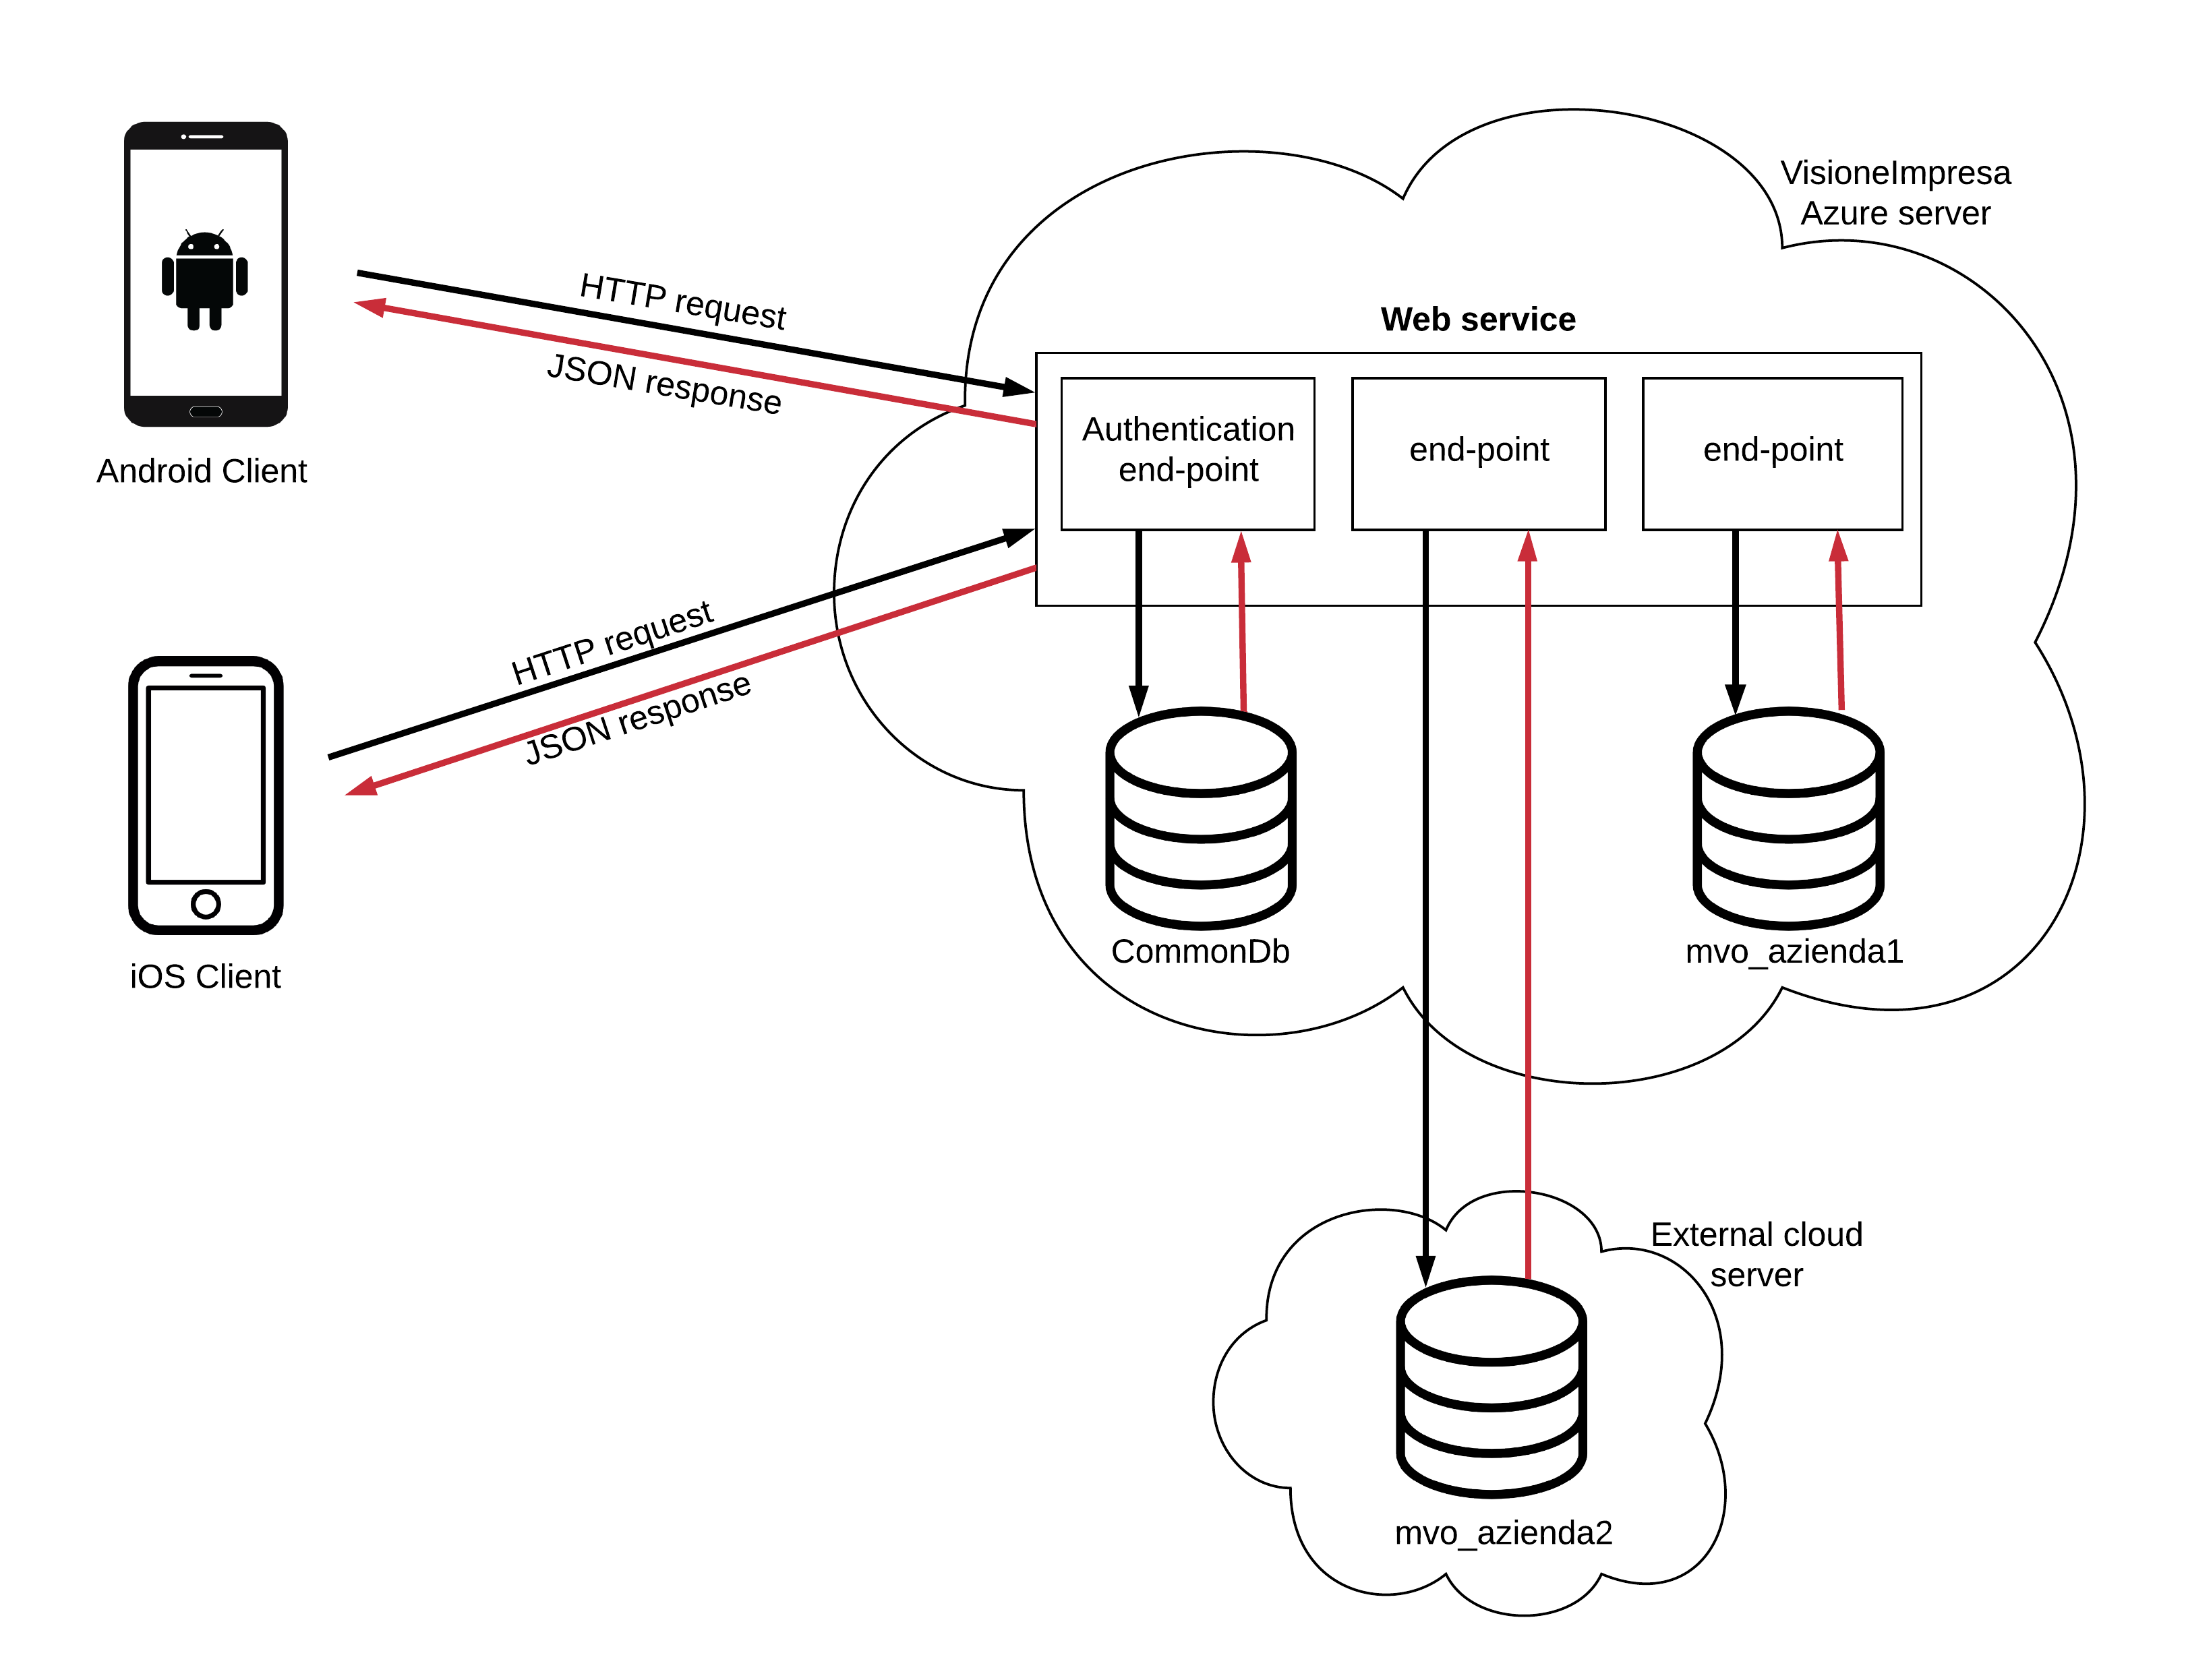 VisioneImpresa
Azure server
HTTP request
JSON response
Web service
Authentication
end-point
end-point
end-point
Android Client
HTTP request
JSON response
CommonDb
mvo_azienda1
iOS Client
External cloud
server
mvo_azienda2